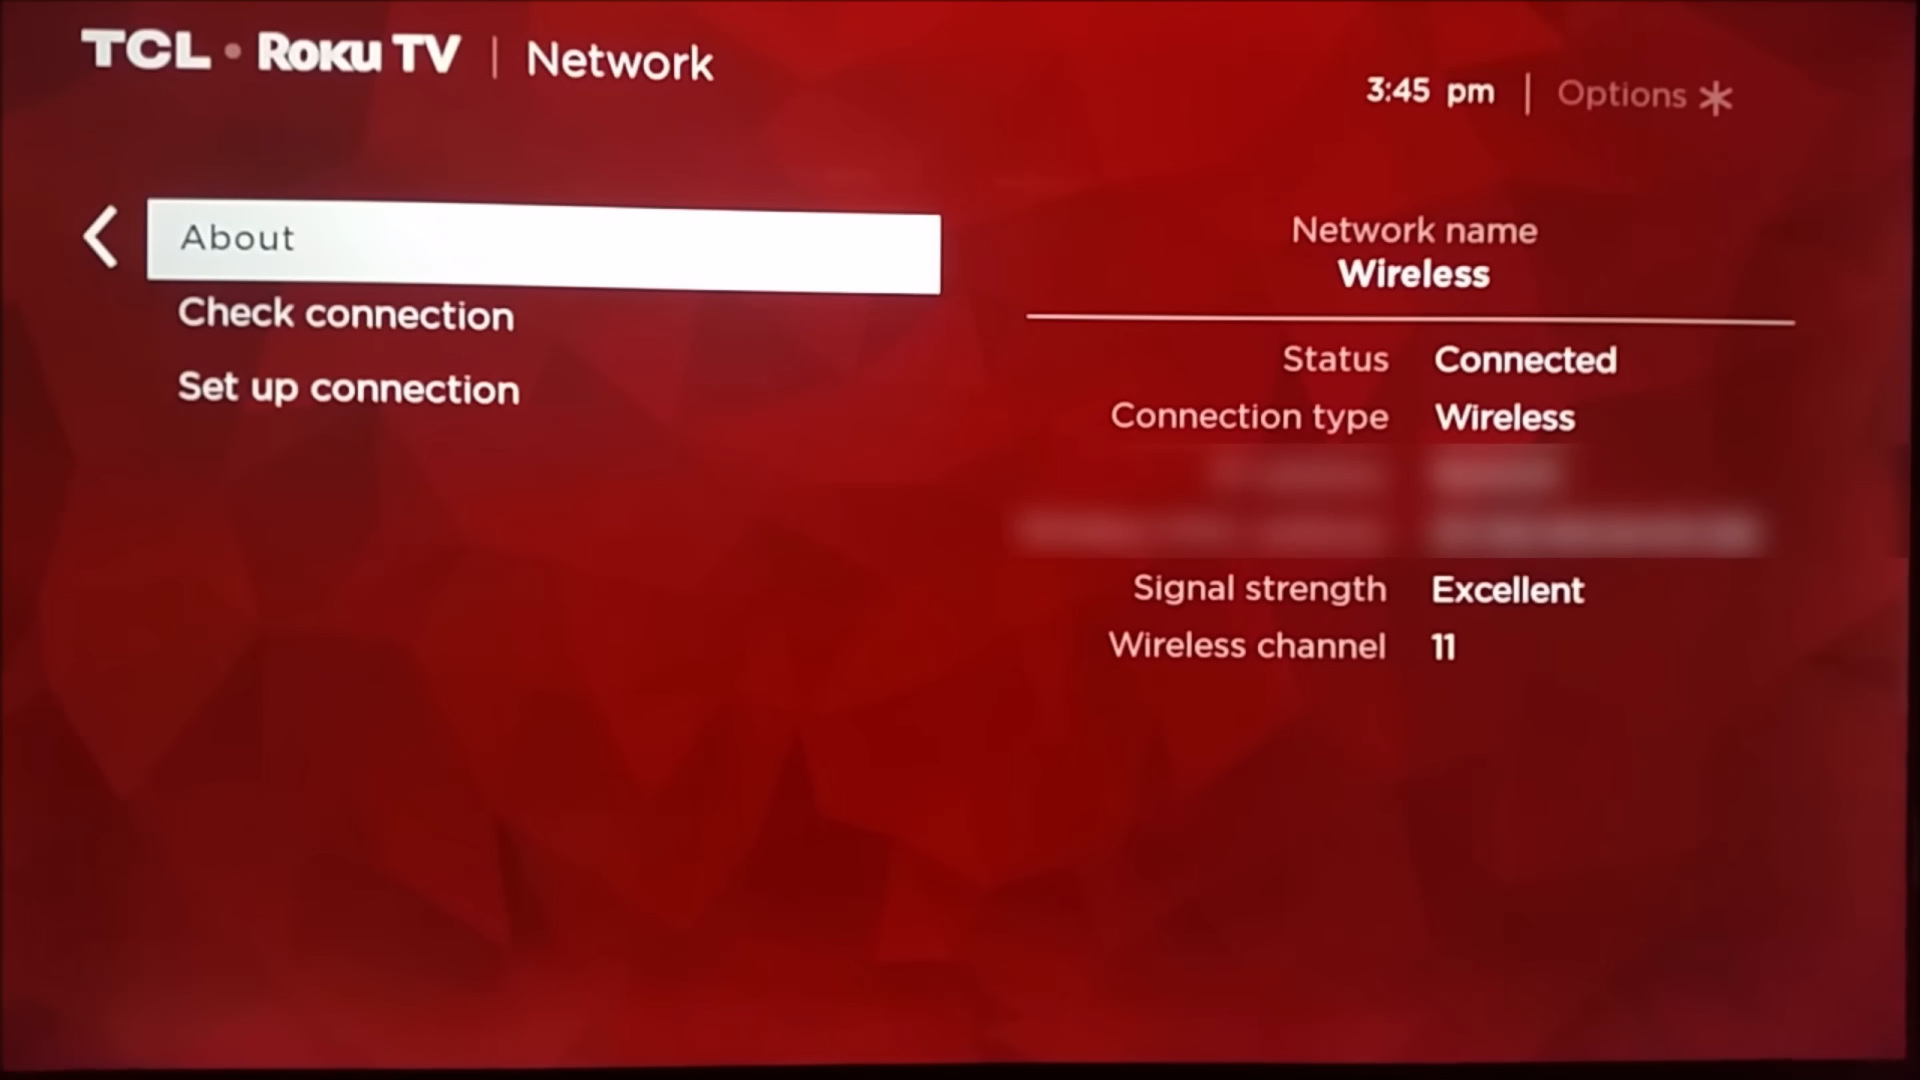 TCL • Roku TV | Network
3:45 pm | Options *
About
Check connection
Set up connection
Network name
Wireless
Status Connected
Connection type Wireless
Signal strength Excellent
Wireless channel 11